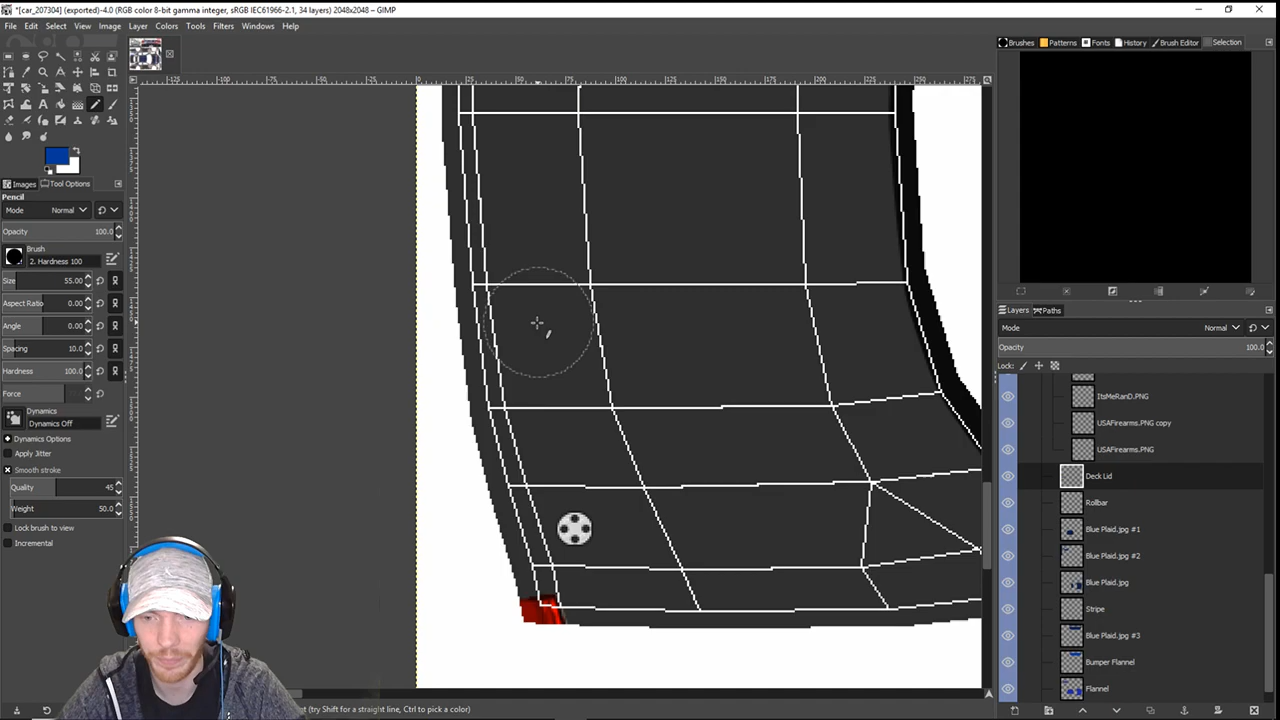 *[car_207304] (exported)-4.0 (RGB color 8-bit gamma integer, sRGB IEC61966-2.1, 34 layers) 2048x2048 – GIMP
File Edit Select View Image Layer Colors Tools Filters Windows Help
Brushes Patterns Fonts History Brush Editor Selection
Images Tool Options
Pencil
Mode Normal
Opacity 100.0
Brush
2. Hardness 100
Size 55.00
Aspect Ratio 0.00
Angle 0.00
Spacing 10.0
Hardness 100.0
Force
Dynamics
Dynamics Off
Dynamics Options
Apply Jitter
Smooth stroke
Quality 45
Weight 50.0
Lock brush to view
Incremental
Layers Paths
Mode Normal
Opacity 100.0
Lock:
ItsMeRanD.PNG
USAFirearms.PNG copy
USAFirearms.PNG
Deck Lid
Rollbar
Blue Plaid.jpg #1
Blue Plaid.jpg #2
Blue Plaid.jpg
Stripe
Blue Plaid.jpg #3
Bumper Flannel
Flannel
(try Shift for a straight line, Ctrl to pick a color)